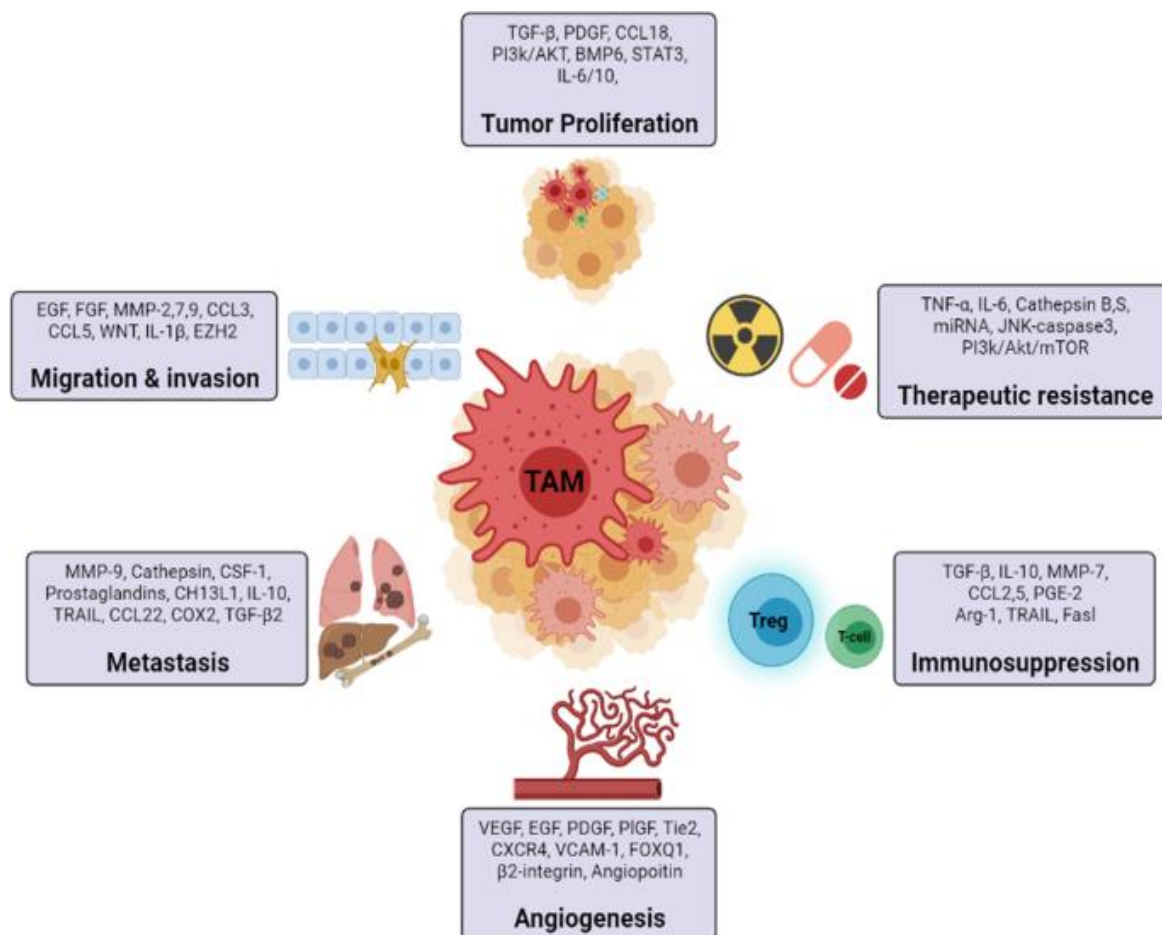 TGF-β, PDGF, CCL18,
PI3k/AKT, BMP6, STAT3,
IL-6/10,
Tumor Proliferation
EGF, FGF, MMP-2,7,9, CCL3,
CCL5, WNT, IL-1β, EZH2
Migration & invasion
TNF-α, IL-6, Cathepsin B,S,
miRNA, JNK-caspase3,
PI3k/Akt/mTOR
Therapeutic resistance
TAM
MMP-9, Cathepsin, CSF-1,
Prostaglandins, CH13L1, IL-10,
TRAIL, CCL22, COX2, TGF-β2
Metastasis
Treg
T-cell
TGF-β, IL-10, MMP-7,
CCL2,5, PGE-2
Arg-1, TRAIL, Fasl
Immunosuppression
VEGF, EGF, PDGF, PlGF, Tie2,
CXCR4, VCAM-1, FOXQ1,
β2-integrin, Angiopoitin
Angiogenesis